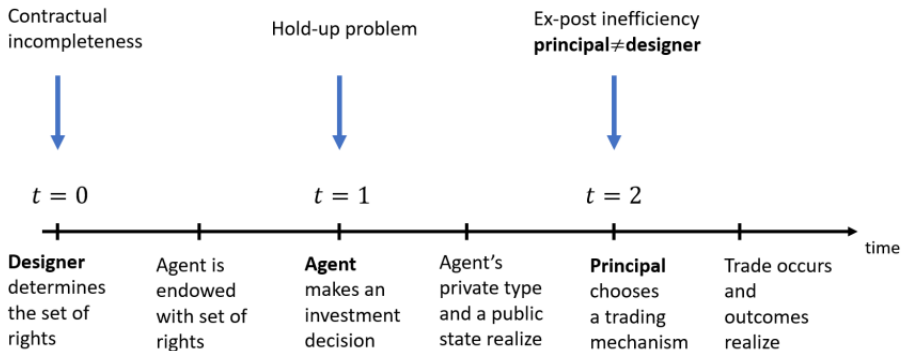 Contractual
incompleteness
Hold-up problem
Ex-post inefficiency
principal≠designer
t = 0
t = 1
t = 2
time
Designer
determines
the set of
rights
Agent is
endowed
with set of
rights
Agent
makes an
investment
decision
Agent's
private type
and a public
state realize
Principal
chooses
a trading
mechanism
Trade occurs
and
outcomes
realize